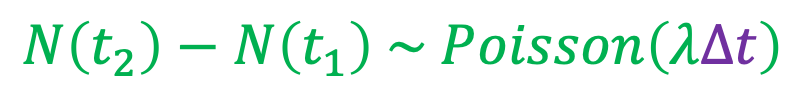 N(t₂) − N(t₁) ~ Poisson(λΔt)